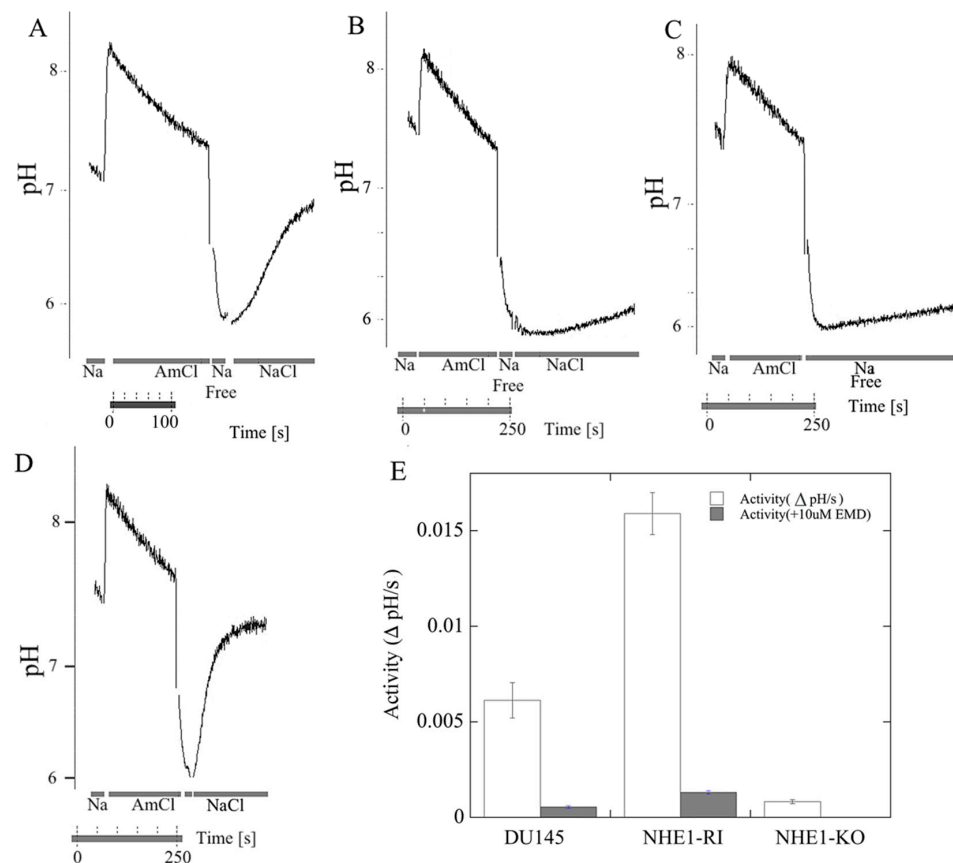 A
8
7
6
pH
Na AmCl Na NaCl
Free
0 100
Time [s]
B
8
7
6
pH
Na AmCl Na NaCl
Free
0 250
Time [s]
C
8
7
6
pH
Na AmCl Na
Free
0 250
Time [s]
D
8
7
6
pH
Na AmCl NaCl
Time [s]
0 250
E
Activity( Δ pH/s)
Activity(+10uM EMD)
0.015
0.01
0.005
0
Activity (Δ pH/s)
DU145 NHE1-RI NHE1-KO